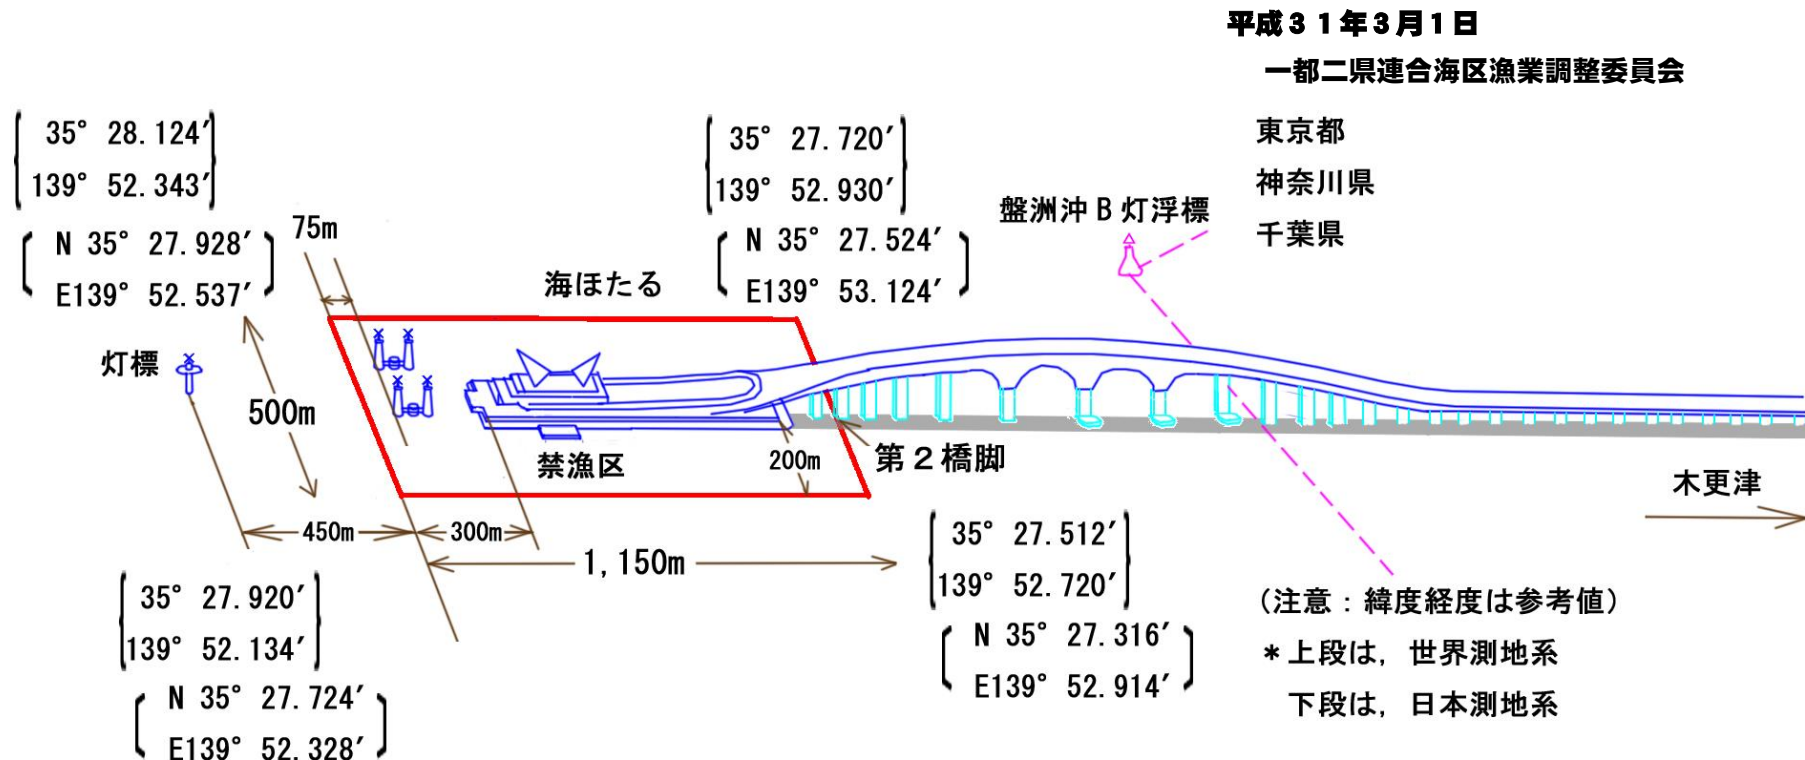 平成３１年３月１日
一都二県連合海区漁業調整委員会
東京都
神奈川県
千葉県
35° 28.124′
139° 52.343′
N 35° 27.928′
E139° 52.537′
75m
35° 27.720′
139° 52.930′
N 35° 27.524′
E139° 53.124′
盤洲沖Ｂ灯浮標
海ほたる
灯標
500m
禁漁区
200m
第２橋脚
木更津
450m
300m
1,150m
35° 27.512′
139° 52.720′
N 35° 27.316′
E139° 52.914′
35° 27.920′
139° 52.134′
N 35° 27.724′
E139° 52.328′
（注意：緯度経度は参考値）
＊上段は，世界測地系
下段は，日本測地系